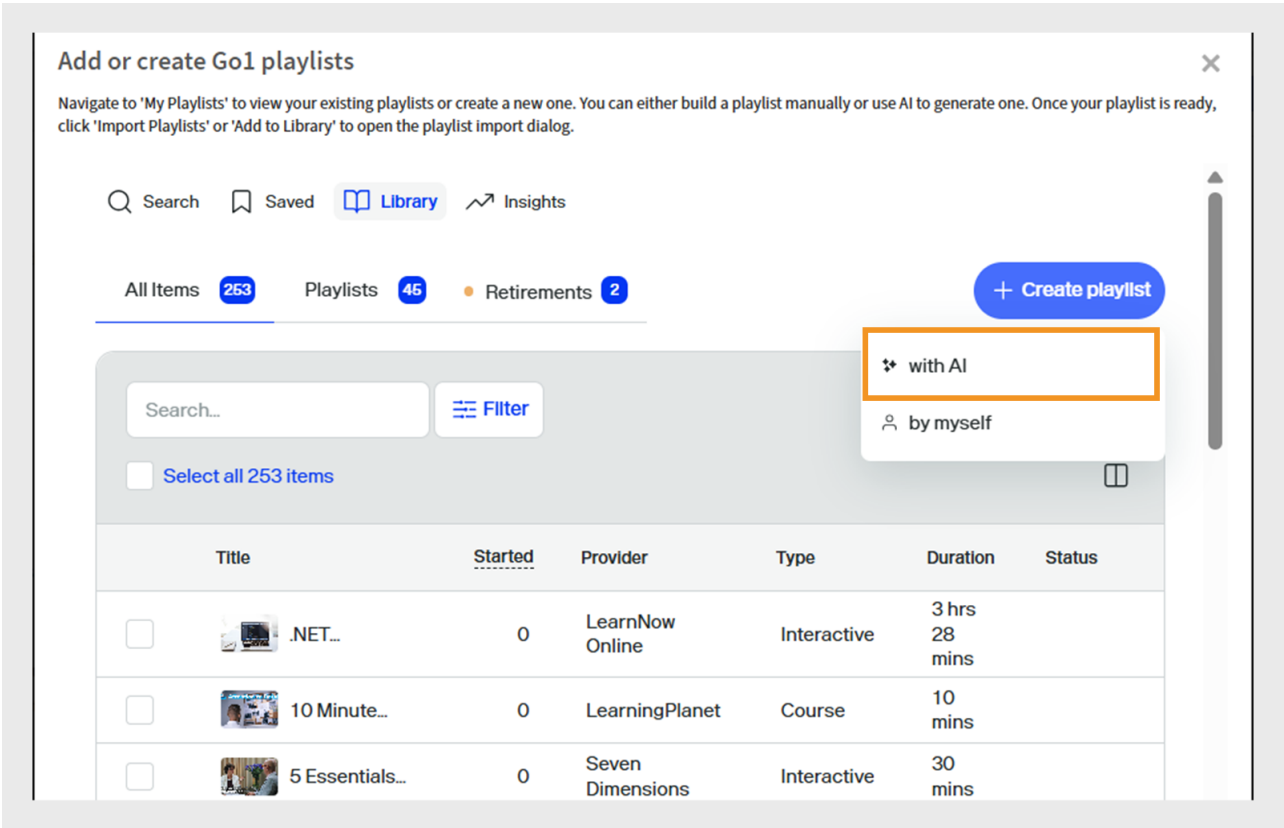 Add or create Go1 playlists
Navigate to 'My Playlists' to view your existing playlists or create a new one. You can either build a playlist manually or use AI to generate one. Once your playlist is ready,
click 'Import Playlists' or 'Add to Library' to open the playlist import dialog.
Search Saved Library Insights
All Items 253 Playlists 45 Retirements 2 + Create playlist
with AI
by myself
Search... Filter
Select all 253 items
Title Started Provider Type Duration Status
.NET... 0 LearnNow Online Interactive 3 hrs 28 mins
10 Minute... 0 LearningPlanet Course 10 mins
5 Essentials... 0 Seven Dimensions Interactive 30 mins